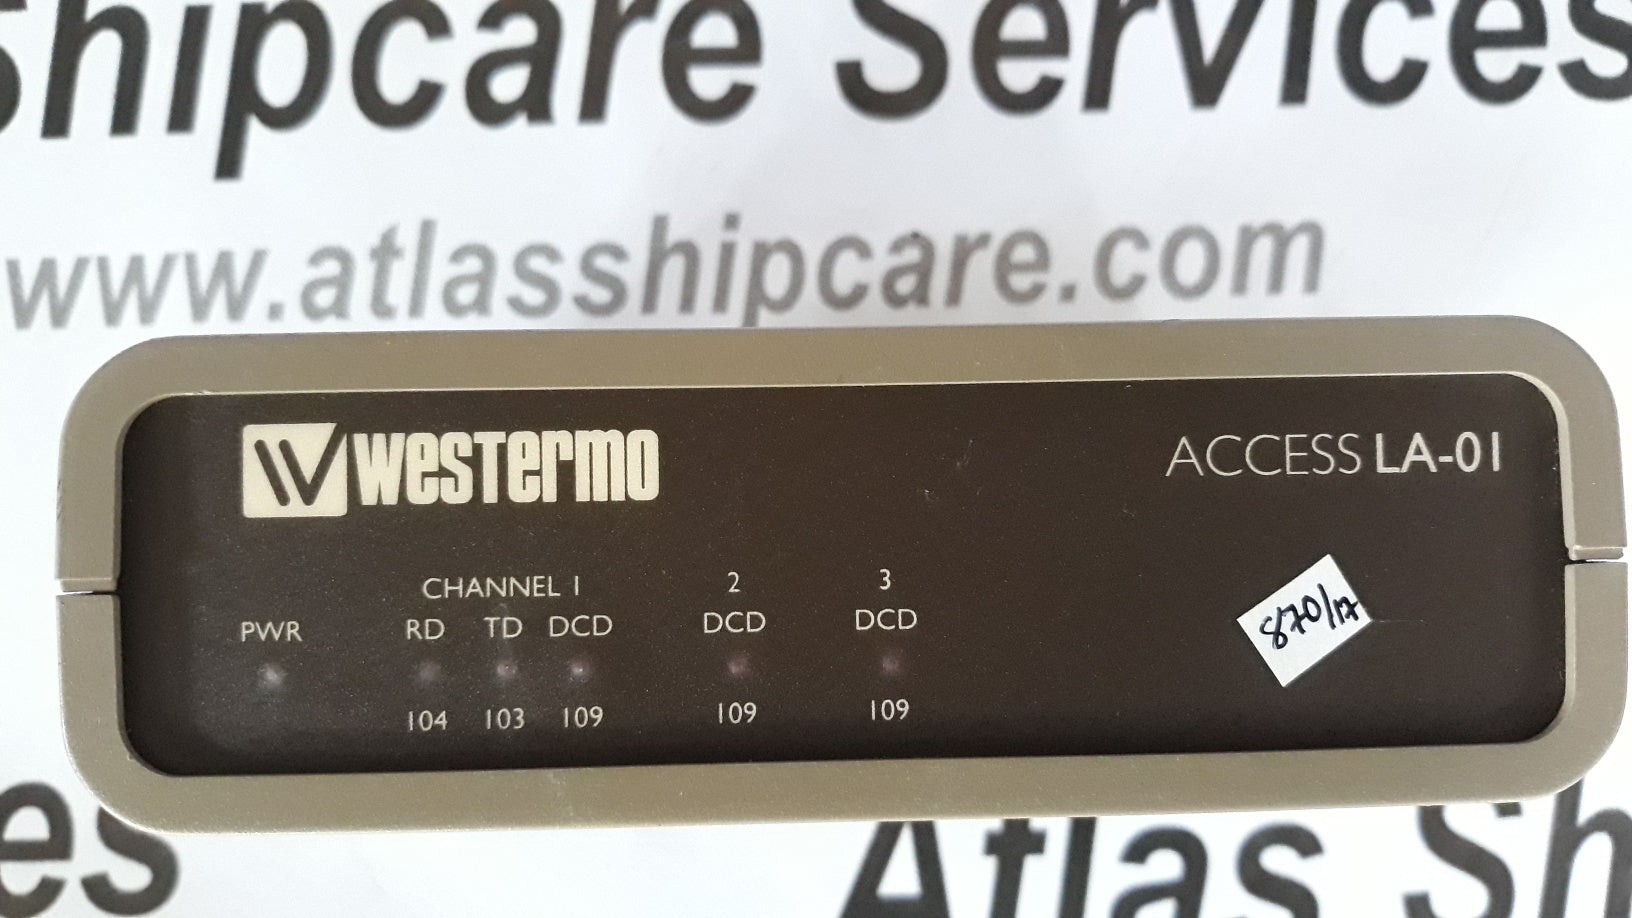 Shipcare Services
www.atlasshipcare.com
WESTERMO
ACCESS LA-01
CHANNEL 1 2 3
PWR RD TD DCD DCD DCD
104 103 109 109 109
870/17
es Atlas Sh